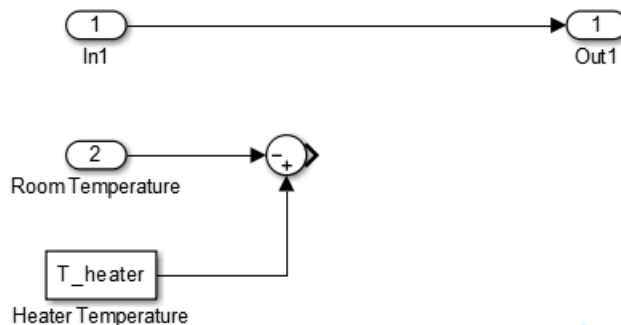 1
In1
1
Out1
2
Room Temperature
-
+
T_heater
Heater Temperature